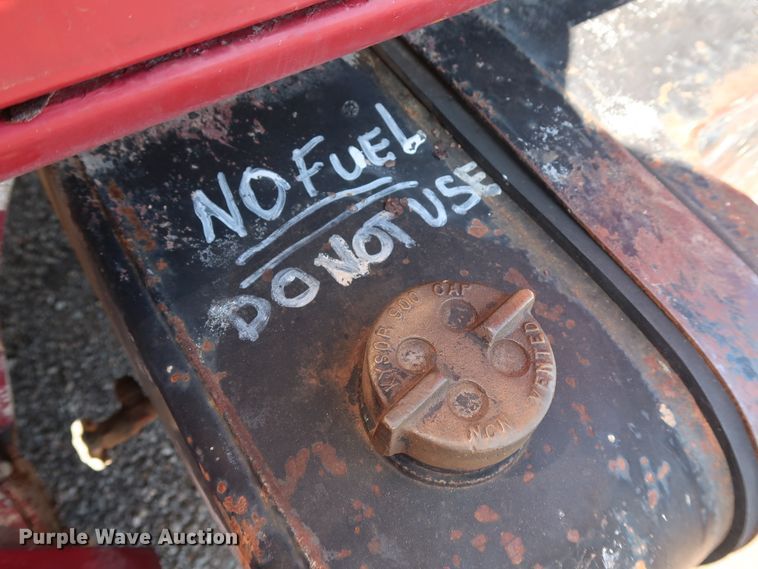 NO FUEL
DO NOT USE
KYSOR 900 CAP
NON VENTED
Purple Wave Auction